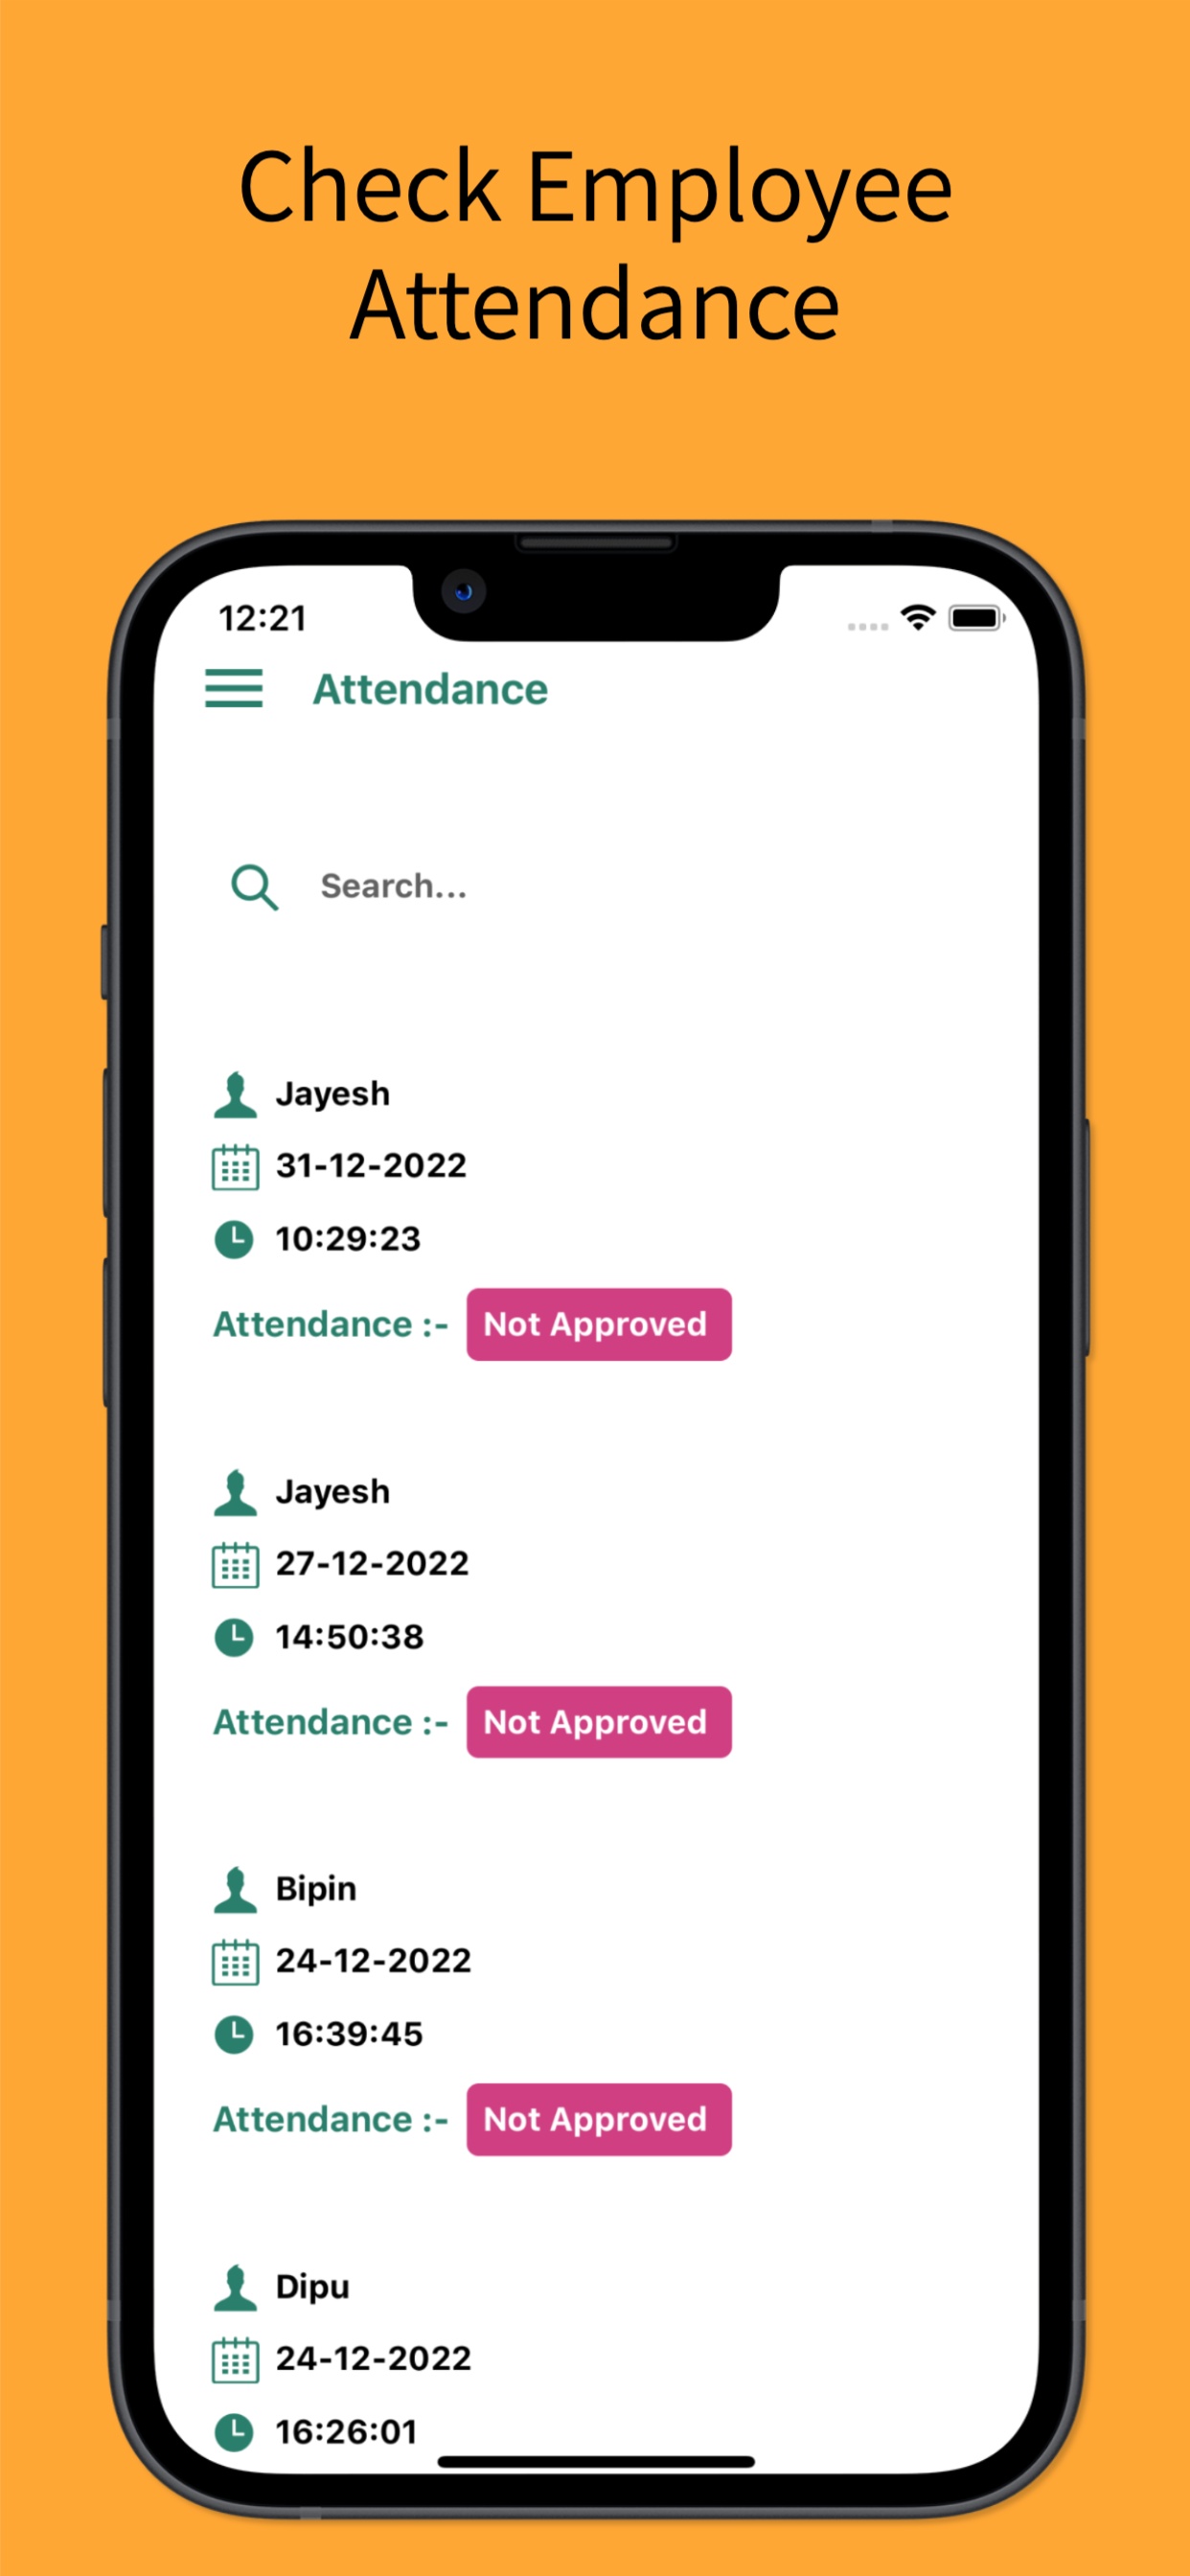 Check Employee
Attendance
12:21
Attendance
Search...
Jayesh
31-12-2022
10:29:23
Attendance :- Not Approved
Jayesh
27-12-2022
14:50:38
Attendance :- Not Approved
Bipin
24-12-2022
16:39:45
Attendance :- Not Approved
Dipu
24-12-2022
16:26:01